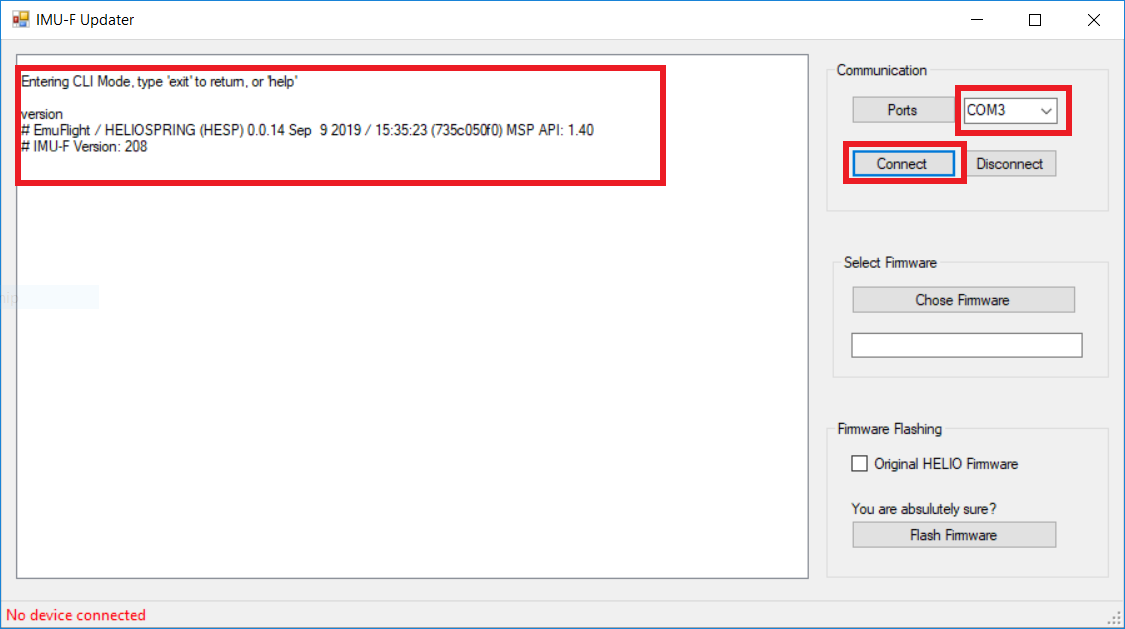 IMU-F Updater
Entering CLI Mode, type 'exit' to return, or 'help'
version
# EmuFlight / HELIOSPRING (HESP) 0.0.14 Sep  9 2019 / 15:35:23 (735c050f0) MSP API: 1.40
# IMU-F Version: 208
Communication
Ports
COM3
Connect
Disconnect
Select Firmware
Chose Firmware
Firmware Flashing
Original HELIO Firmware
You are absulutely sure?
Flash Firmware
No device connected